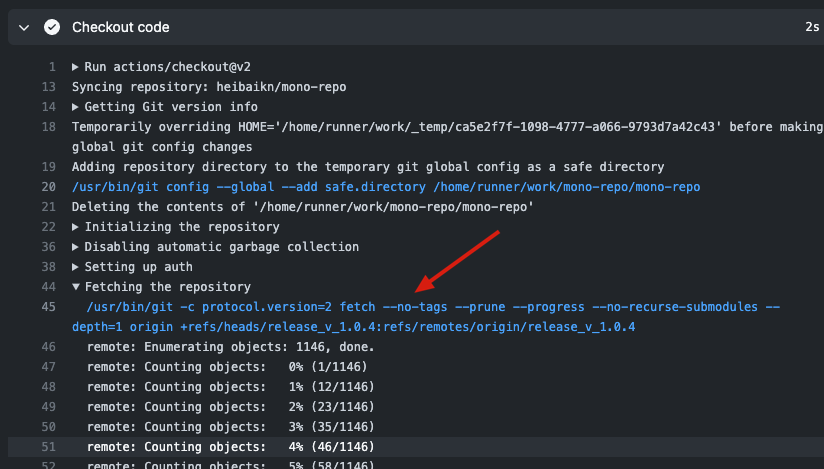 Checkout code 2s
1 ▶ Run actions/checkout@v2
13 Syncing repository: heibaikn/mono-repo
14 ▶ Getting Git version info
18 Temporarily overriding HOME='/home/runner/work/_temp/ca5e2f7f-1098-4777-a066-9793d7a42c43' before making
global git config changes
19 Adding repository directory to the temporary git global config as a safe directory
20 /usr/bin/git config --global --add safe.directory /home/runner/work/mono-repo/mono-repo
21 Deleting the contents of '/home/runner/work/mono-repo/mono-repo'
22 ▶ Initializing the repository
36 ▶ Disabling automatic garbage collection
38 ▶ Setting up auth
44 ▼ Fetching the repository
45 /usr/bin/git -c protocol.version=2 fetch --no-tags --prune --progress --no-recurse-submodules --
depth=1 origin +refs/heads/release_v_1.0.4:refs/remotes/origin/release_v_1.0.4
46 remote: Enumerating objects: 1146, done.
47 remote: Counting objects: 0% (1/1146)
48 remote: Counting objects: 1% (12/1146)
49 remote: Counting objects: 2% (23/1146)
50 remote: Counting objects: 3% (35/1146)
51 remote: Counting objects: 4% (46/1146)
52 remote: Counting objects: 5% (58/1146)